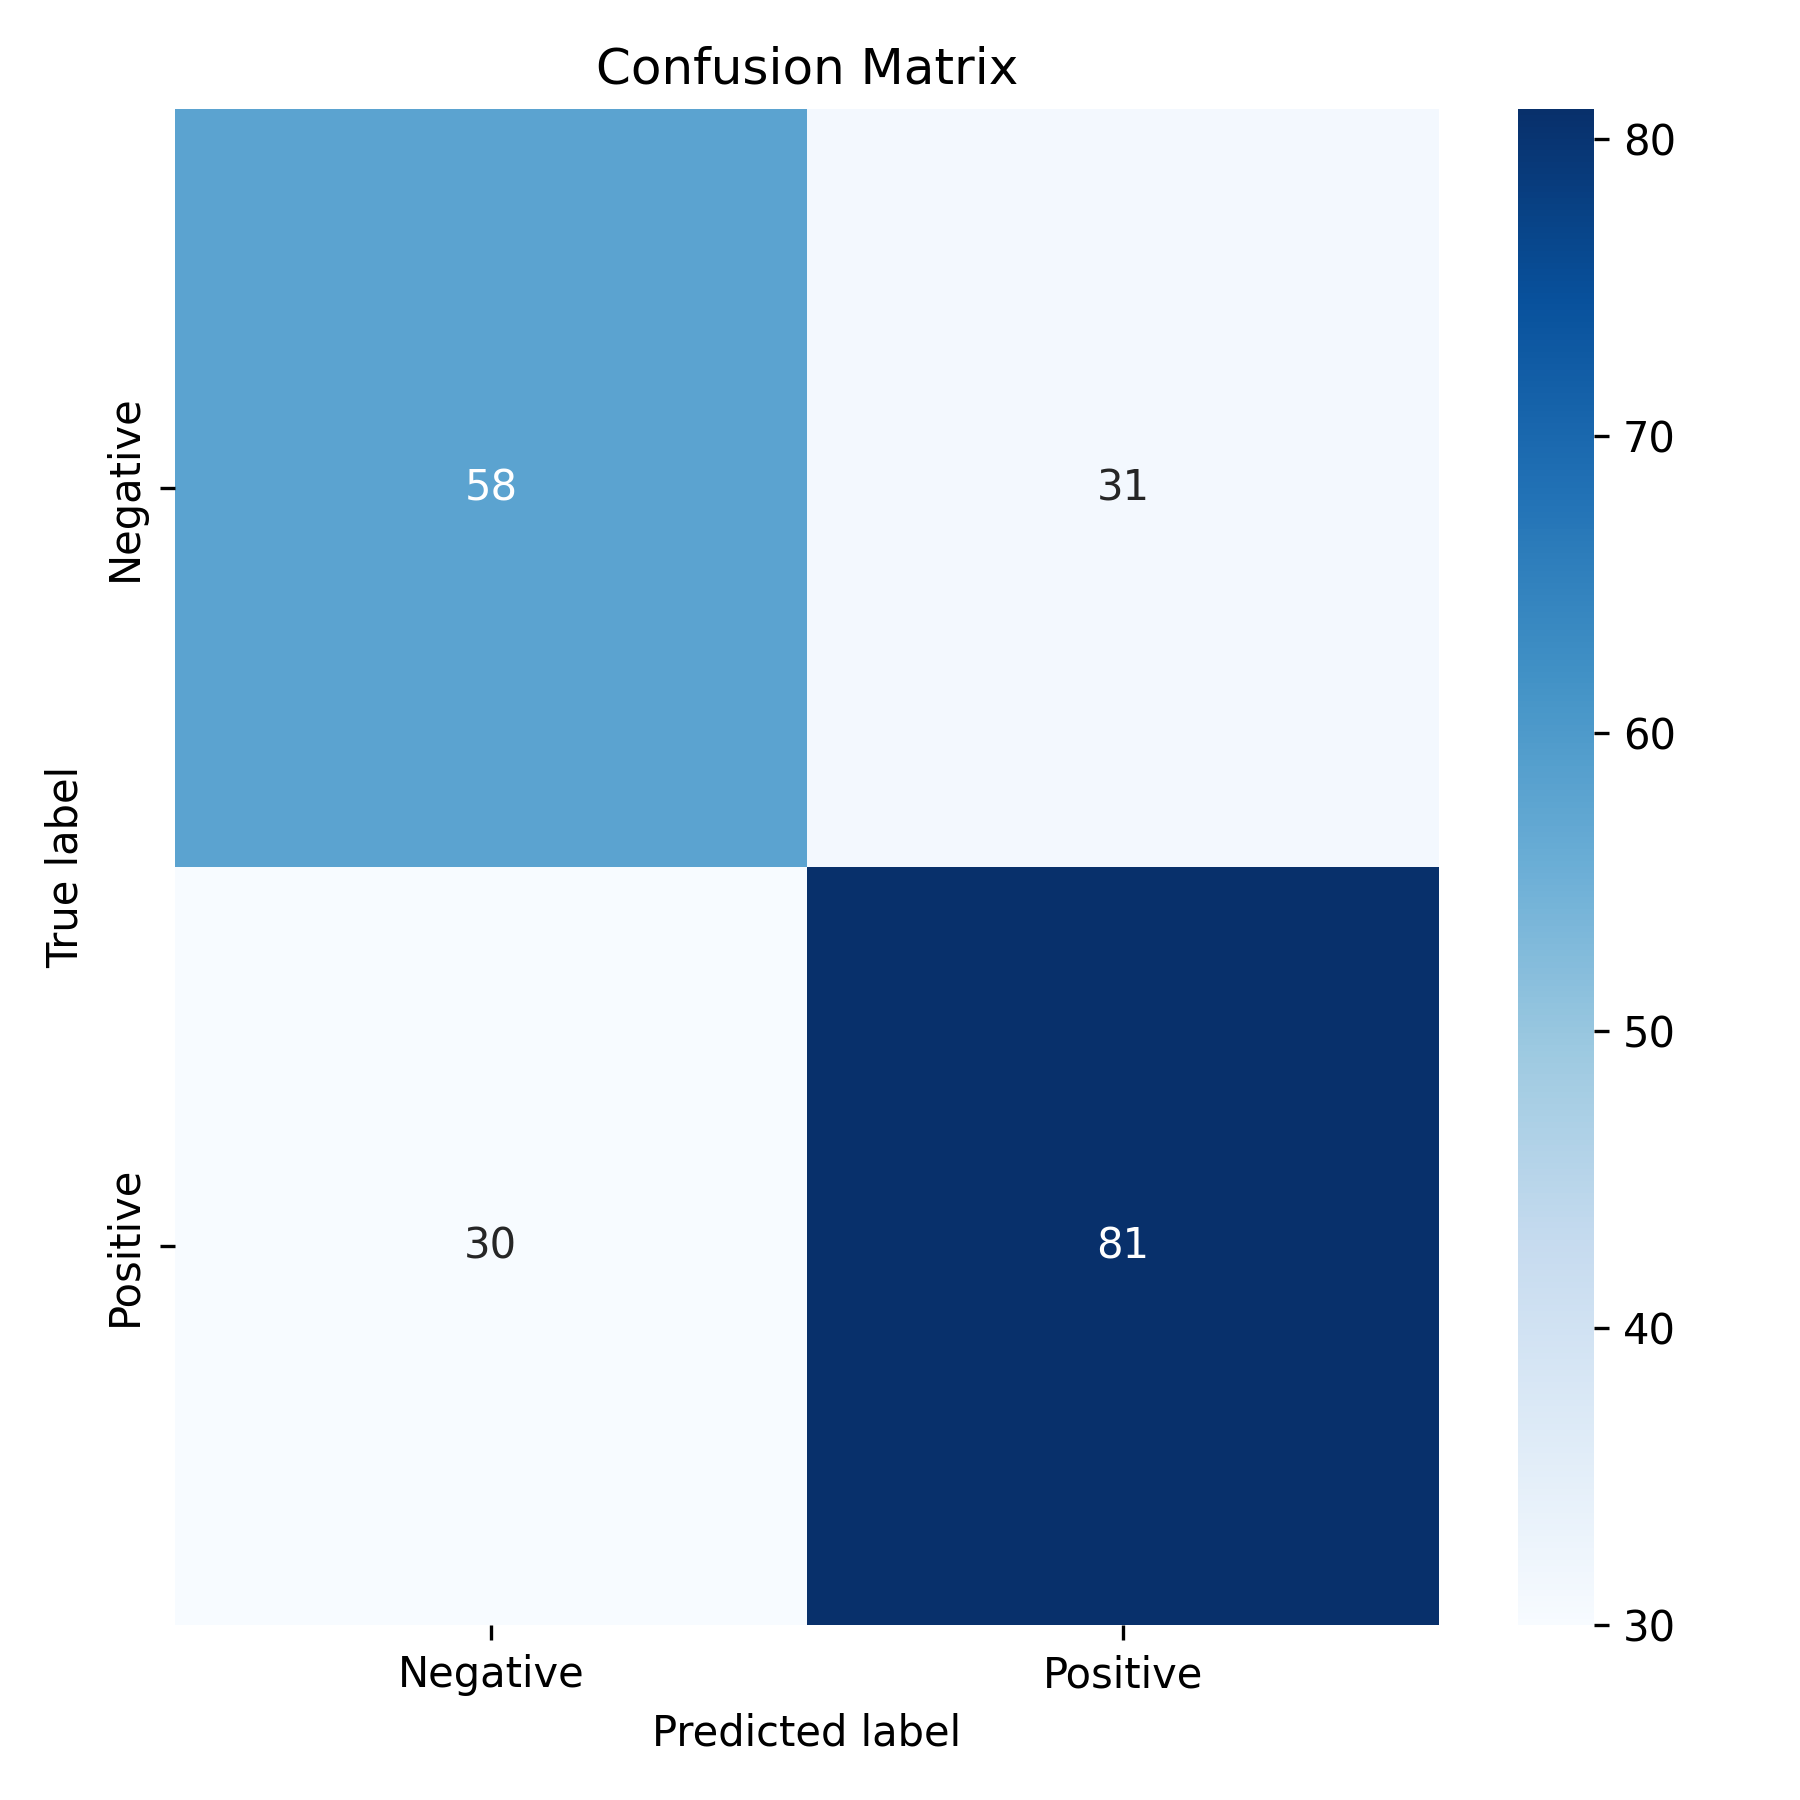 Confusion Matrix
True label
Negative
58
31
Positive
30
81
Negative
Positive
Predicted label
80
70
60
50
40
30